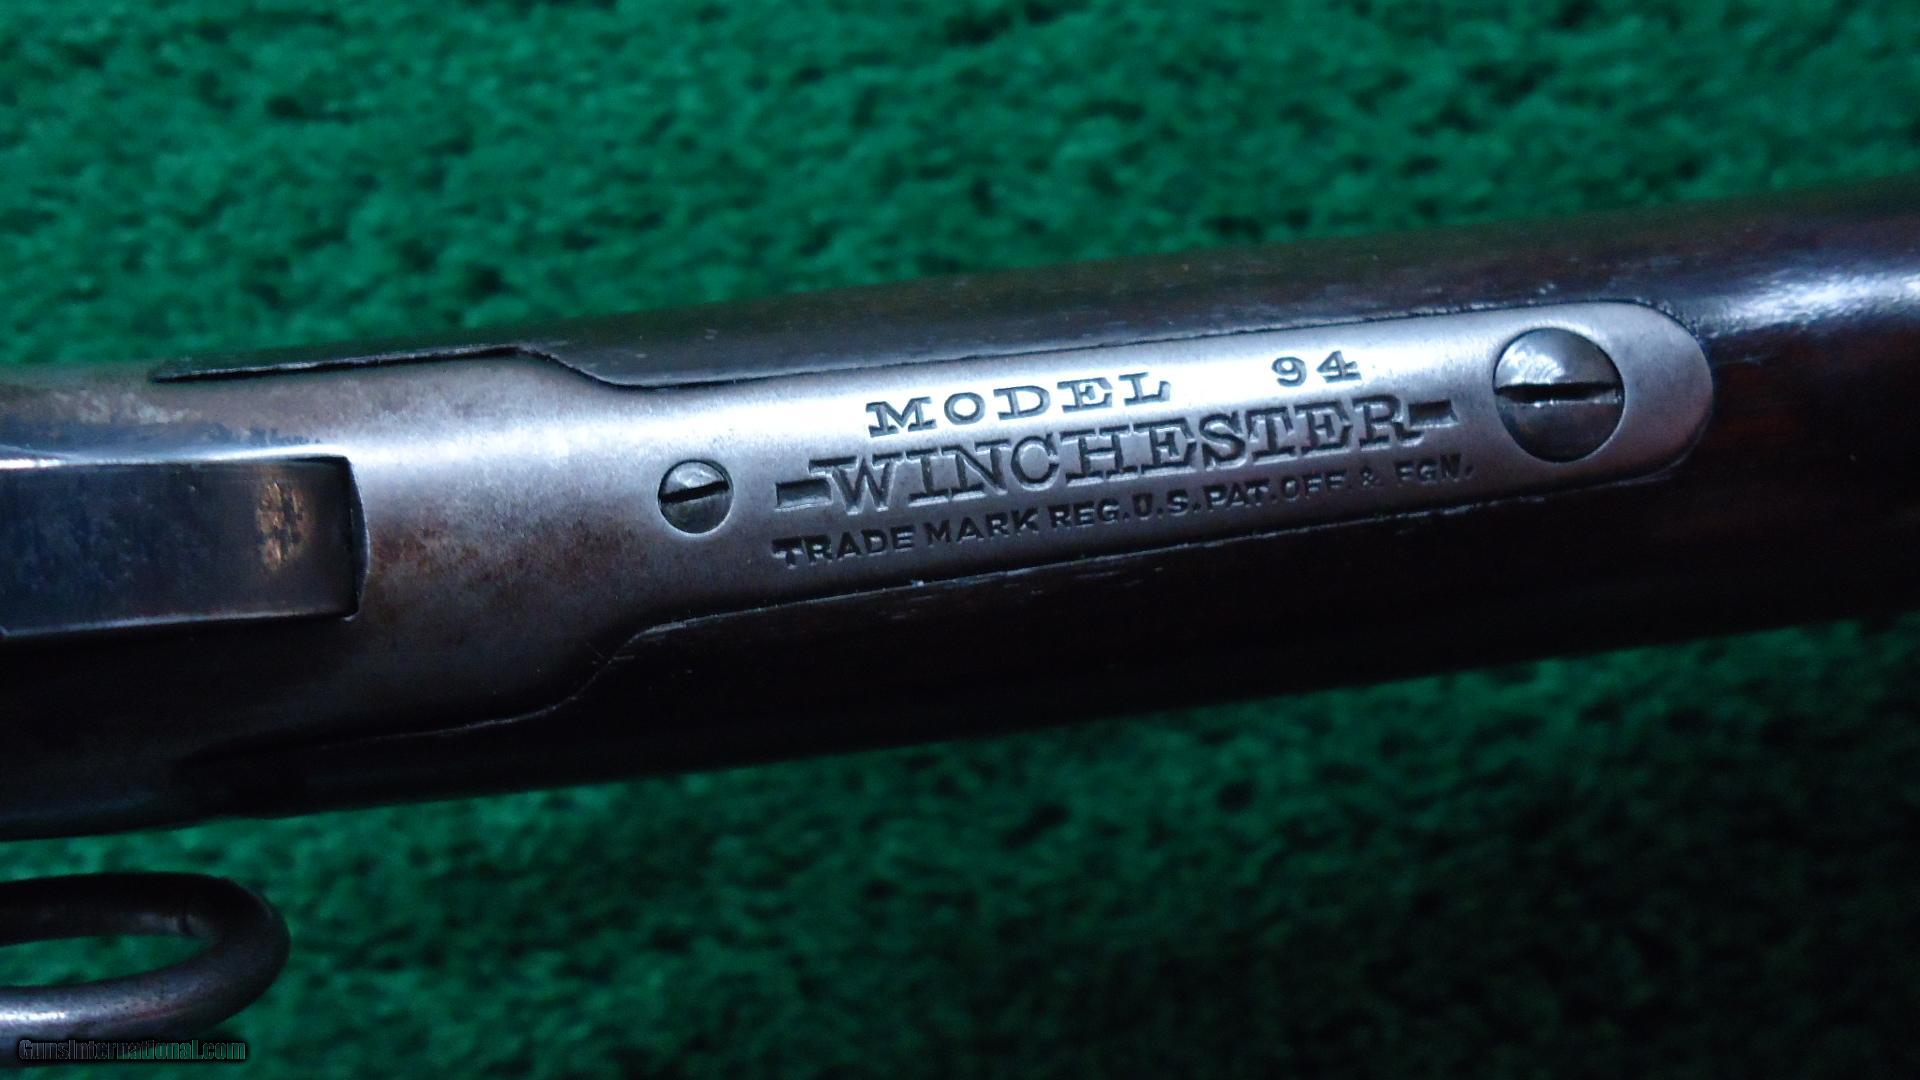 MODEL 94
-WINCHESTER-
TRADE MARK REG. U.S. PAT. OFF. & FGN.
GunsInternational.com